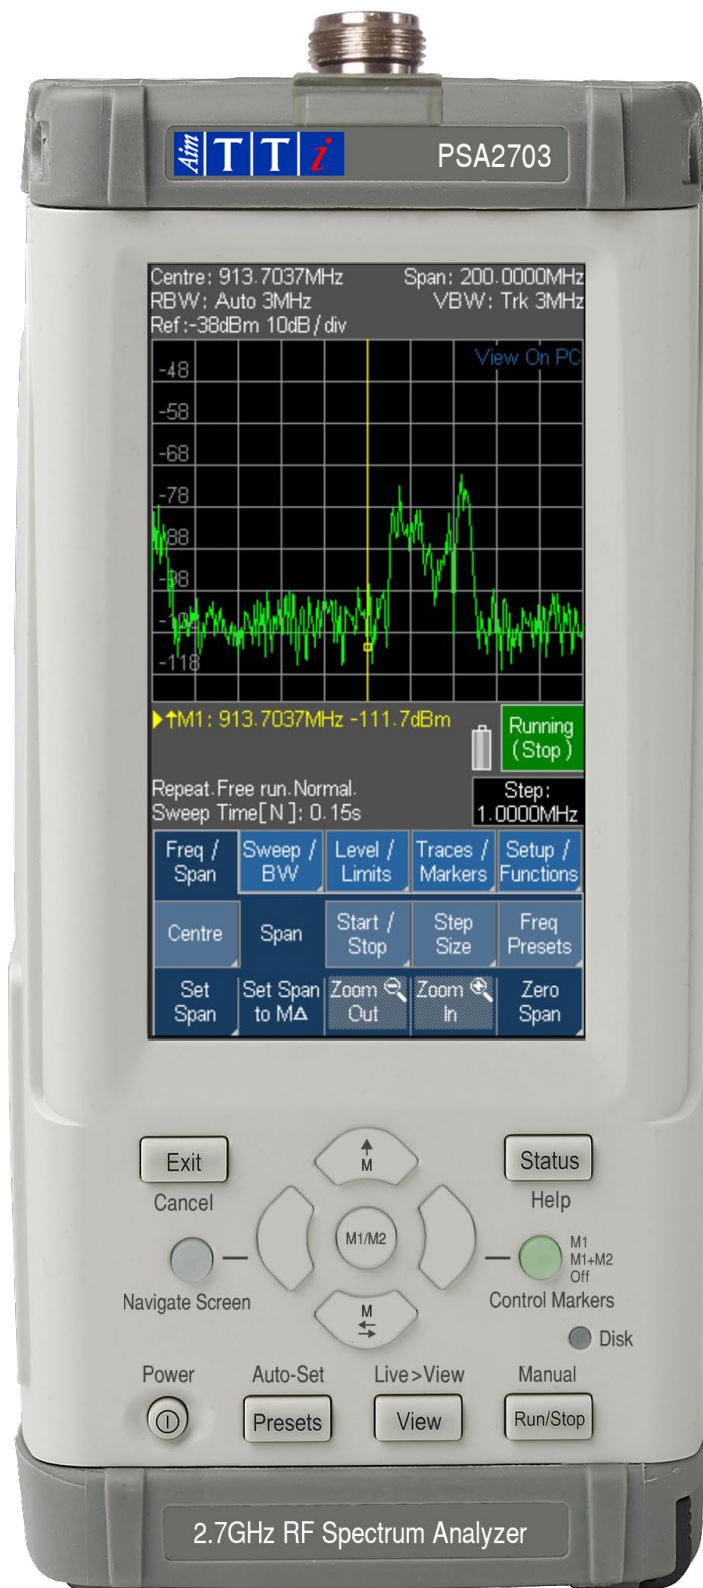 Aim TTi PSA2703
Centre: 913.7037MHz Span: 200.0000MHz
RBW: Auto 3MHz VBW: Trk 3MHz
Ref:-38dBm 10dB/div
View On PC
-48
-58
-68
-78
-88
-98
-118
▶↑M1: 913.7037MHz -111.7dBm
Running
(Stop)
Repeat.Free run.Normal.
Sweep Time[N]: 0.15s
Step:
1.0000MHz
Freq / Span
Sweep / BW
Level / Limits
Traces / Markers
Setup / Functions
Centre
Span
Start / Stop
Step Size
Freq Presets
Set Span
Set Span to MΔ
Zoom Out
Zoom In
Zero Span
Exit
Cancel
M
Status
Help
M1/M2
M1
M1+M2
Off
Navigate Screen
Control Markers
M
Disk
Power Auto-Set Live>View Manual
Presets View Run/Stop
2.7GHz RF Spectrum Analyzer